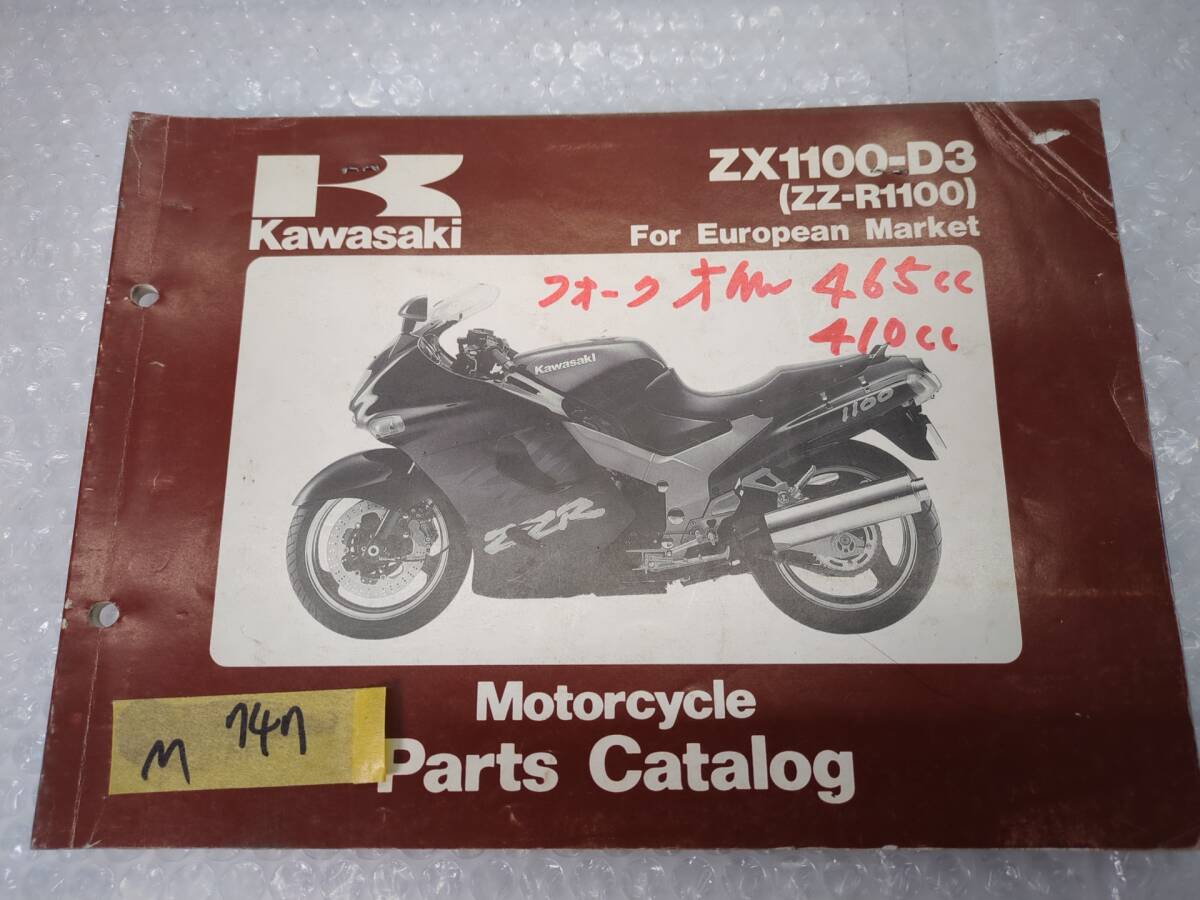 Kawasaki
ZX1100-D3
(ZZ-R1100)
For European Market
フォーク オイル 465cc
410cc
Kawasaki
1100
ZZR
Motorcycle
Parts Catalog
M 747